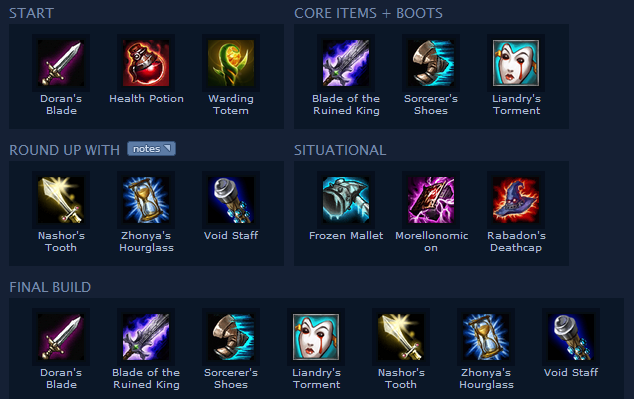 START
CORE ITEMS + BOOTS
Doran's
Blade
Health Potion
Warding
Totem
Blade of the
Ruined King
Sorcerer's
Shoes
Liandry's
Torment
ROUND UP WITH
notes
SITUATIONAL
Nashor's
Tooth
Zhonya's
Hourglass
Void Staff
Frozen Mallet
Morellonomic
on
Rabadon's
Deathcap
FINAL BUILD
Doran's
Blade
Blade of the
Ruined King
Sorcerer's
Shoes
Liandry's
Torment
Nashor's
Tooth
Zhonya's
Hourglass
Void Staff